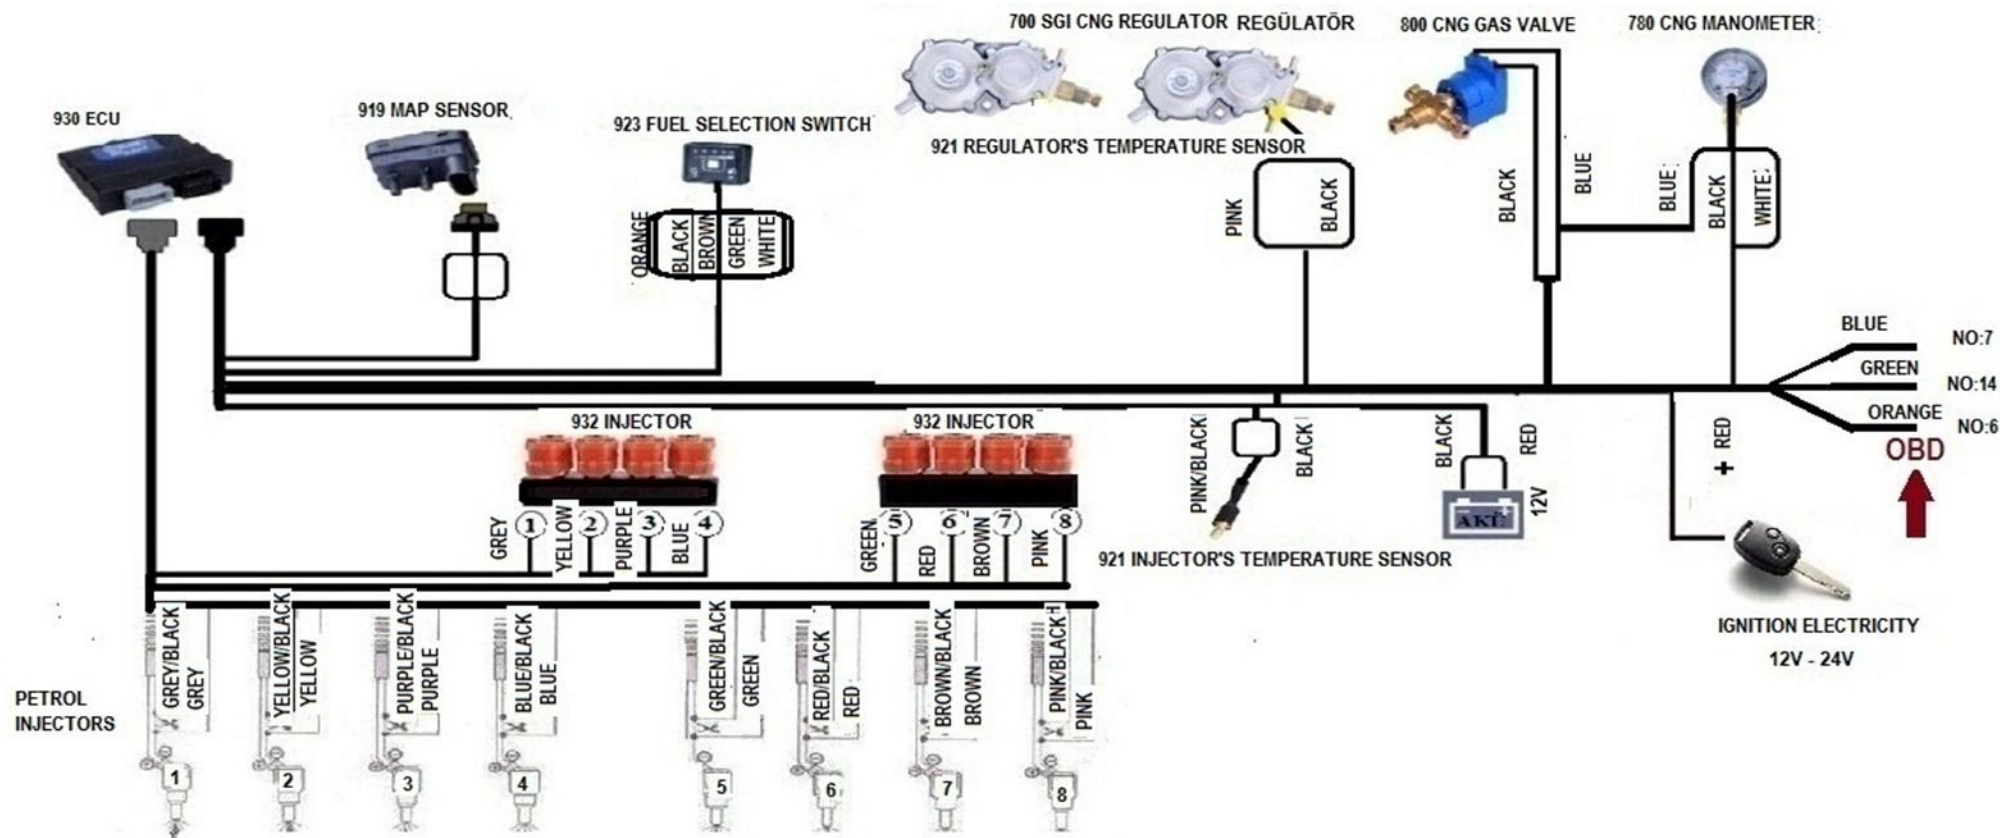 700 SGI CNG REGULATOR REGÜLATÖR
800 CNG GAS VALVE
780 CNG MANOMETER:
930 ECU
919 MAP SENSOR
923 FUEL SELECTION SWITCH
921 REGULATOR'S TEMPERATURE SENSOR
ORANGE
BLACK
BROWN
GREEN
WHITE
PINK
BLACK
BLACK
BLUE
BLUE
BLACK
WHITE
BLUE
NO:7
GREEN
NO:14
ORANGE
NO:6
OBD
932 INJECTOR
932 INJECTOR
GREY
1
YELLOW
2
PURPLE
3
BLUE
4
GREEN
5
RED
6
BROWN
7
PINK
8
PINK/BLACK
BLACK
921 INJECTOR'S TEMPERATURE SENSOR
BLACK
RED
AKÜ
12V
+ RED
IGNITION ELECTRICITY
12V - 24V
PETROL
INJECTORS
GREY/BLACK
GREY
YELLOW/BLACK
YELLOW
PURPLE/BLACK
PURPLE
BLUE/BLACK
BLUE
GREEN/BLACK
GREEN
RED/BLACK
RED
BROWN/BLACK
BROWN
PINK/BLACK
PINK
1
2
3
4
5
6
7
8